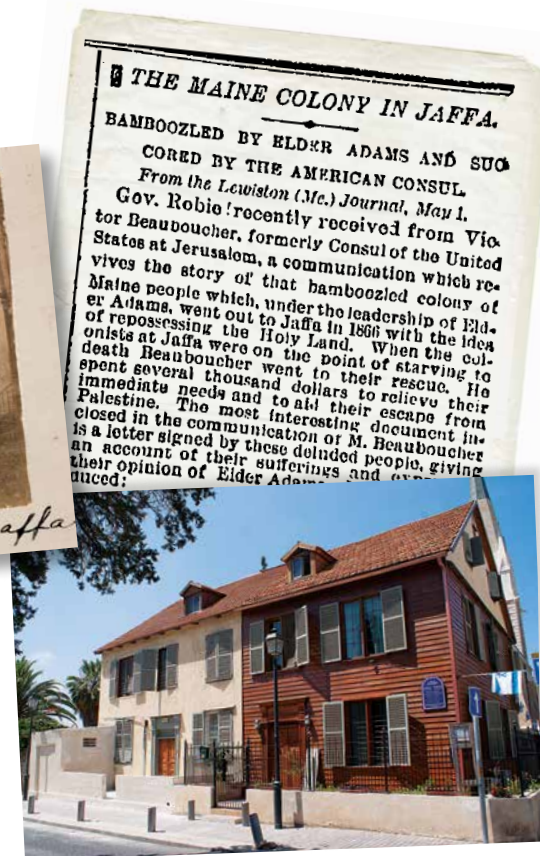 THE MAINE COLONY IN JAFFA.
BAMBOOZLED BY ELDER ADAMS AND SUC-
CORED BY THE AMERICAN CONSUL.
From the Lewiston (Me.) Journal, May 1.
Gov. Robie recently received from Vic-
tor Beauboucher, formerly Consul of the United
States at Jerusalem, a communication which re-
vives the story of that bamboozled colony of
Maine people which, under the leadership of Eld-
er Adams, went out to Jaffa in 1866 with the idea
of repossessing the Holy Land. When the col-
onists at Jaffa were on the point of starving to
death Beauboucher went to their rescue. He
spent several thousand dollars to relieve their
immediate needs and to aid their escape from
Palestine. The most interesting document in-
closed in the communication of M. Beauboucher
is a letter signed by these deluded people, giving
an account of their sufferings and
their opinion of Elder Adams
duced:
affa